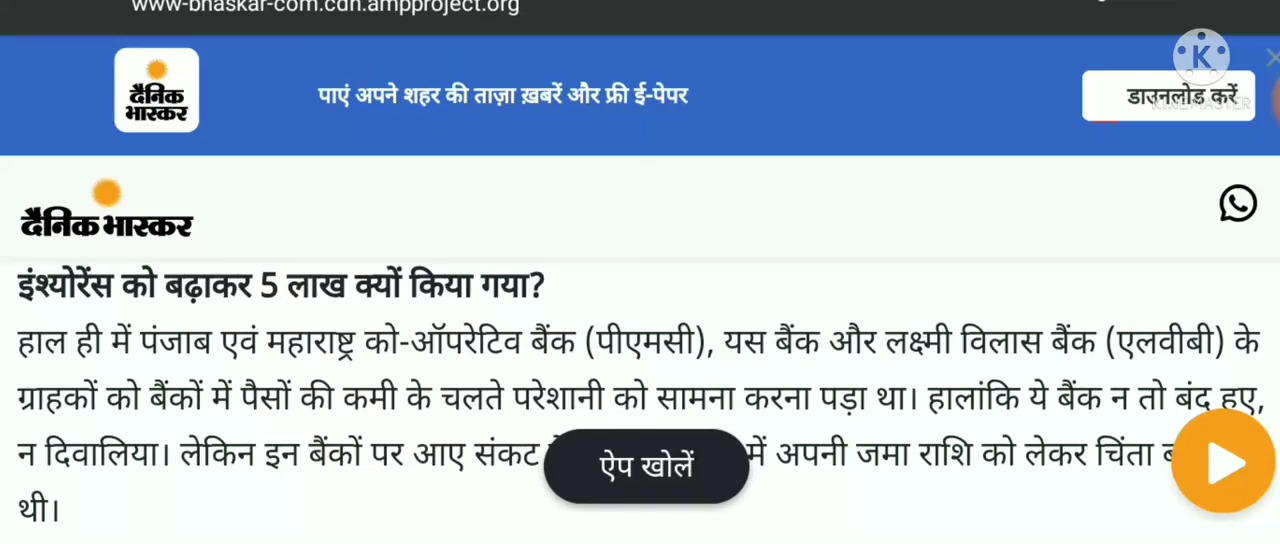 www-bhaskar-com.cdn.ampproject.org
दैनिक भास्कर
पाएं अपने शहर की ताज़ा ख़बरें और फ्री ई-पेपर
डाउनलोड करें
K
KINEMASTER
दैनिक भास्कर
इंश्योरेंस को बढ़ाकर 5 लाख क्यों किया गया?
हाल ही में पंजाब एवं महाराष्ट्र को-ऑपरेटिव बैंक (पीएमसी), यस बैंक और लक्ष्मी विलास बैंक (एलवीबी) के
ग्राहकों को बैंकों में पैसों की कमी के चलते परेशानी को सामना करना पड़ा था। हालांकि ये बैंक न तो बंद हुए,
न दिवालिया। लेकिन इन बैंकों पर आए संकट में अपनी जमा राशि को लेकर चिंता
ऐप खोलें
थी।